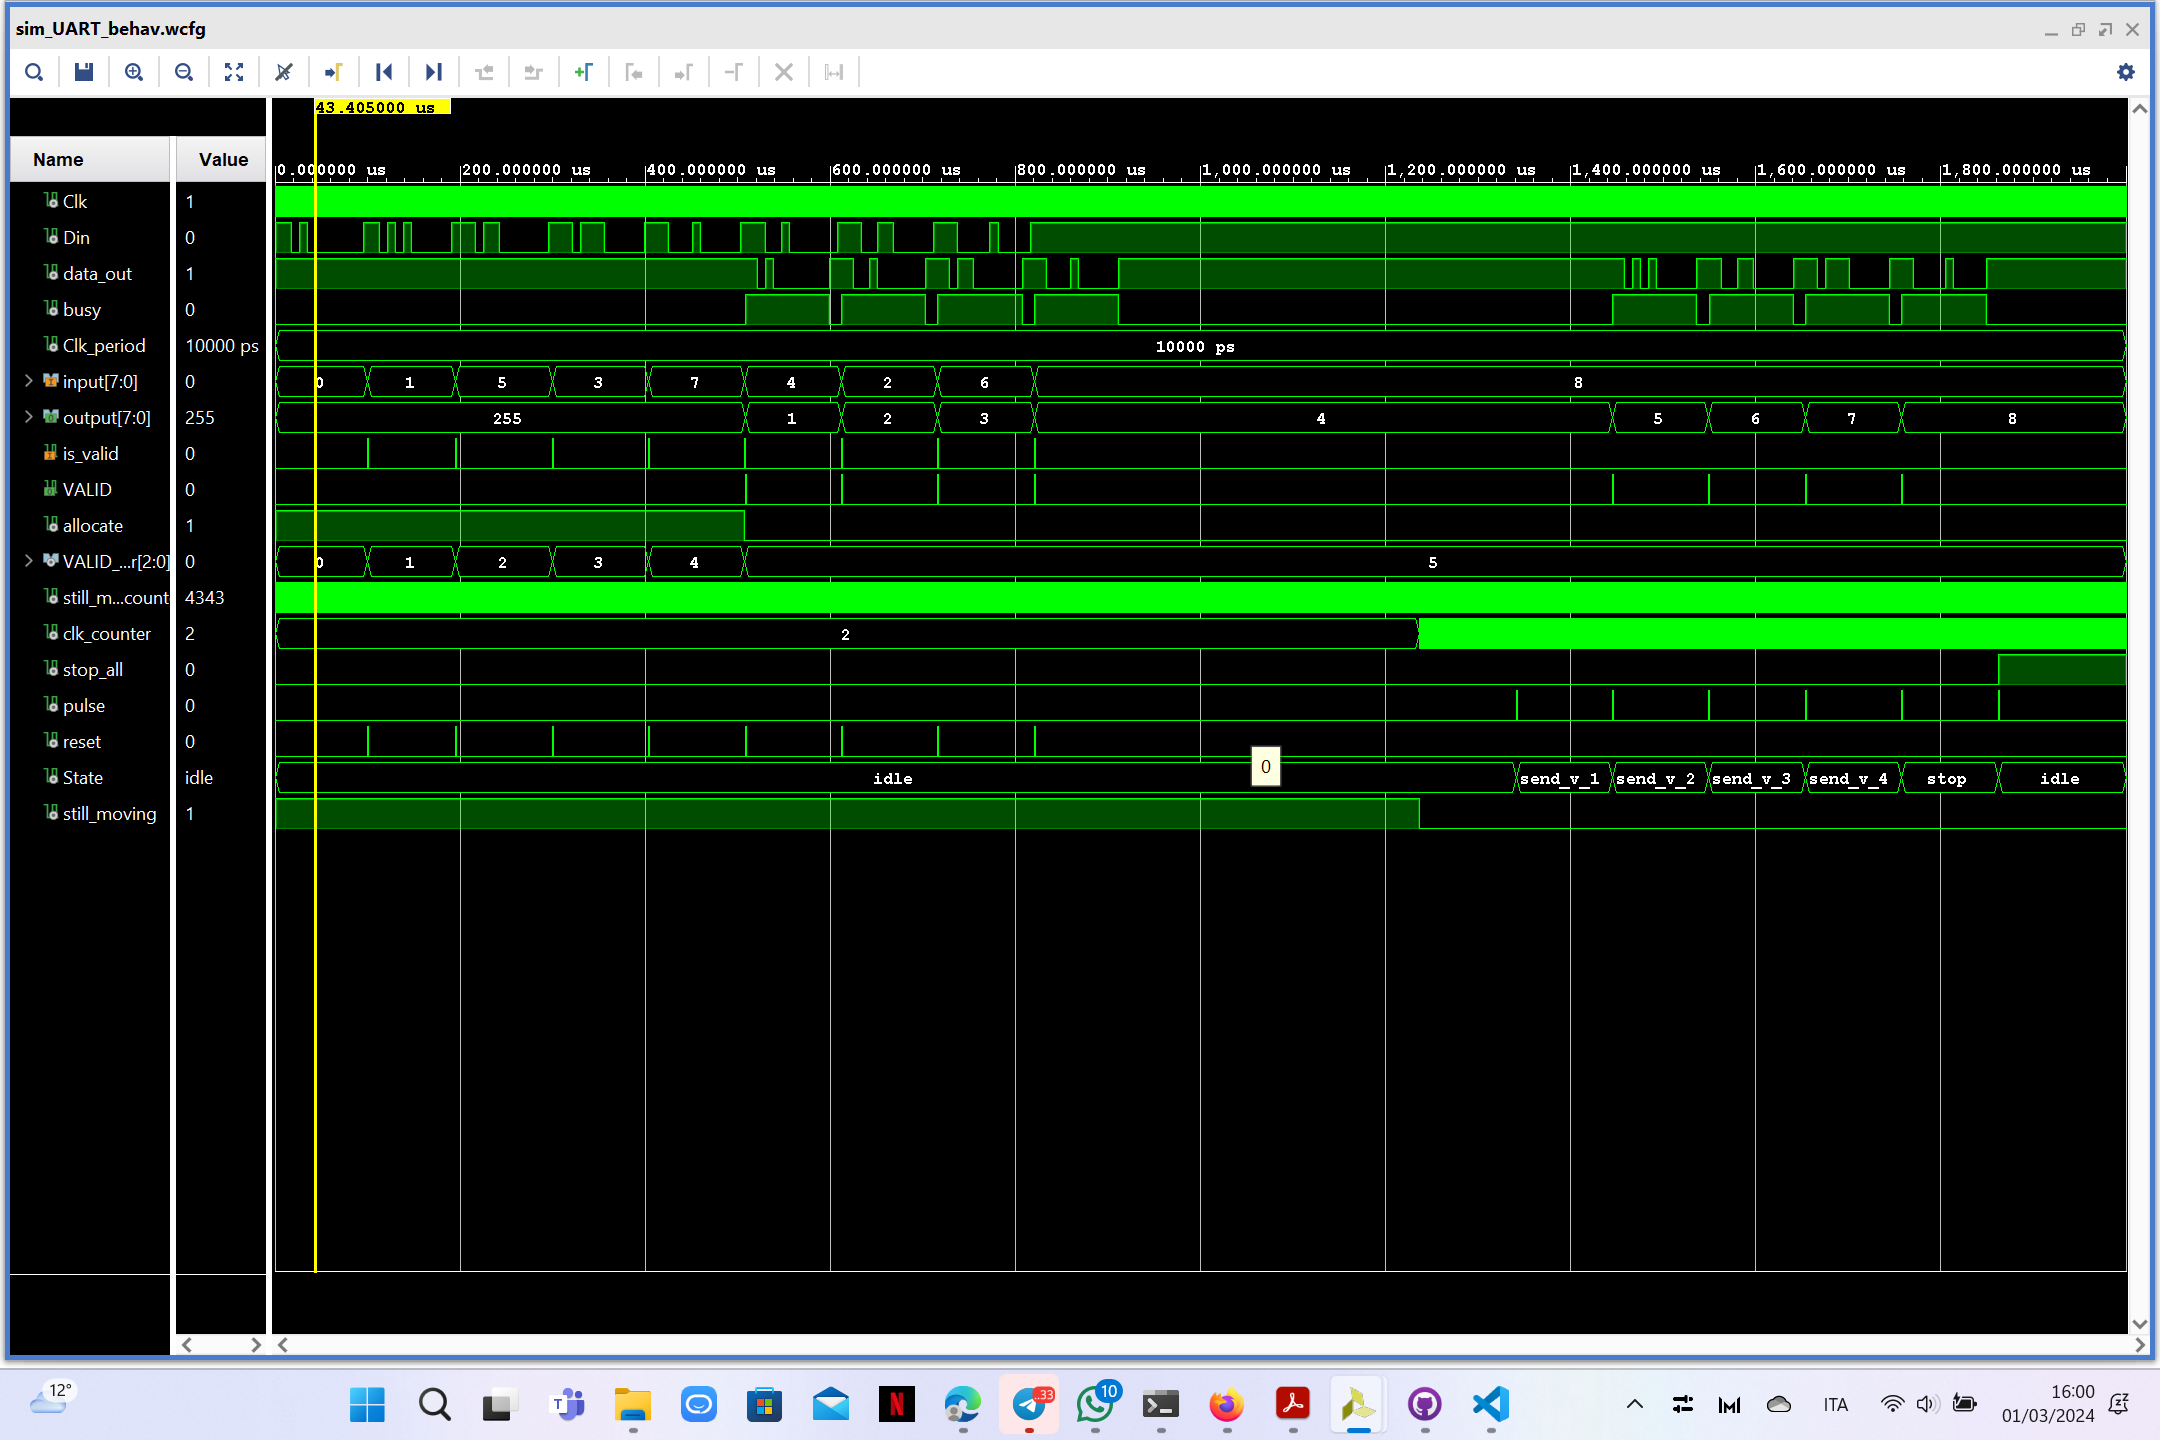 sim_UART_behav.wcfg
43.405000 us
Name Value
0.000000 us 200.000000 us 400.000000 us 600.000000 us 800.000000 us 1,000.000000 us 1,200.000000 us 1,400.000000 us 1,600.000000 us 1,800.000000 us
Clk 1
Din 0
data_out 1
busy 0
Clk_period 10000 ps 10000 ps
input[7:0] 0 0 1 5 3 7 4 2 6 8
output[7:0] 255 255 1 2 3 4 5 6 7 8
is_valid 0
VALID 0
allocate 1
VALID_...r[2:0] 0 0 1 2 3 4 5
still_m...count 4343
clk_counter 2 2
stop_all 0
pulse 0
reset 0
0
State idle idle send_v_1 send_v_2 send_v_3 send_v_4 stop idle
still_moving 1
12°
T
N
..33
10
ITA
16:00
01/03/2024